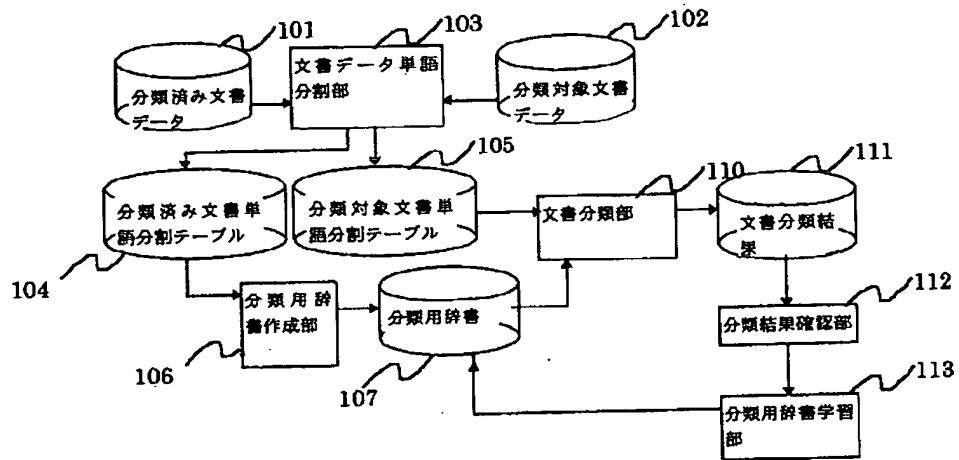 101
103
102
分類済み文書
データ
文書データ単語
分割部
分類対象文書
データ
105
110
111
分類済み文書単
語分割テーブル
分類対象文書単
語分割テーブル
文書分類部
文書分類結
果
104
112
分類用辞
書作成部
分類用辞書
分類結果確認部
106
107
113
分類用辞書学習
部